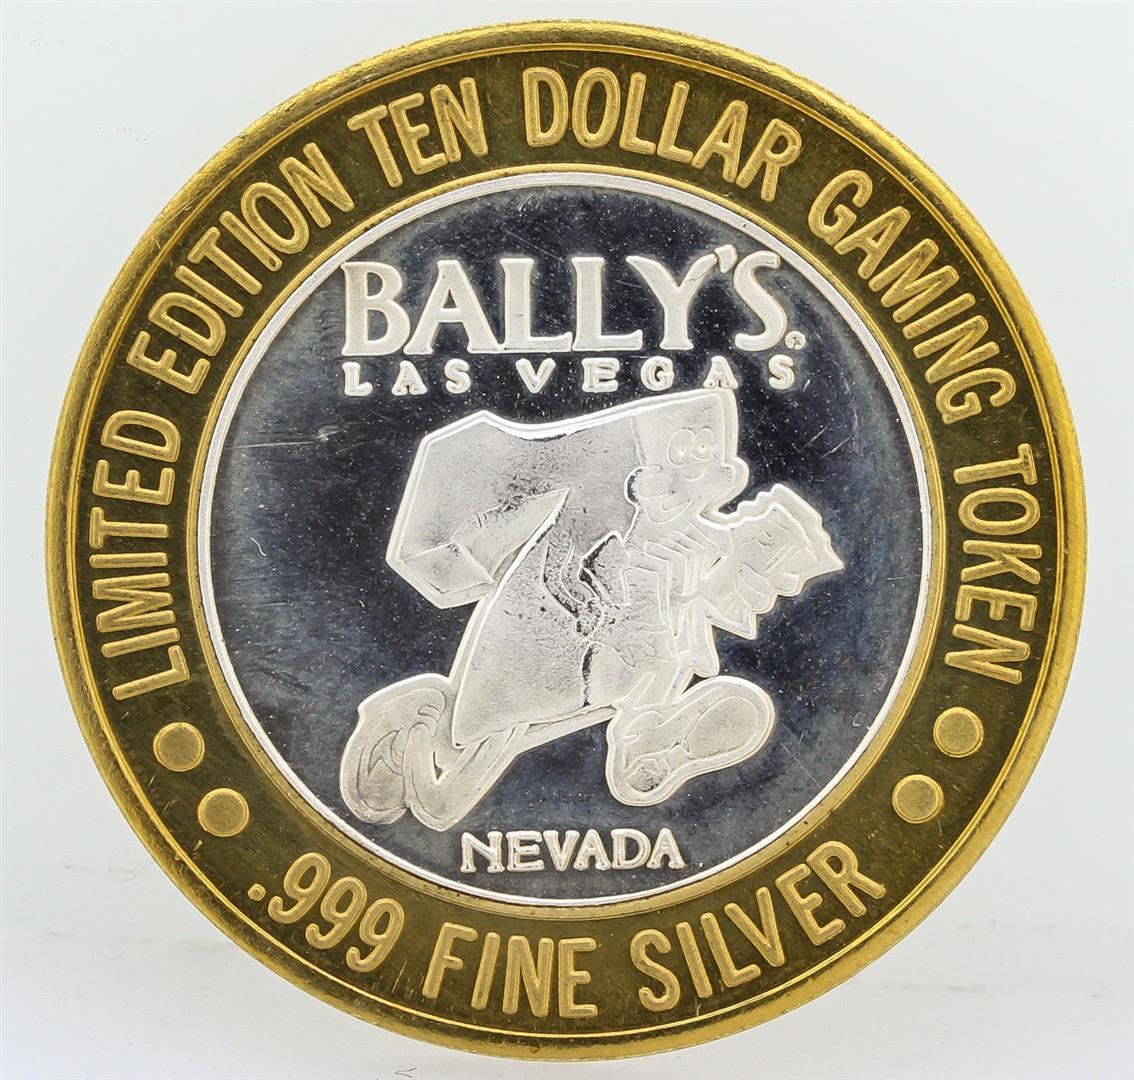 LIMITED EDITION TEN DOLLAR GAMING TOKEN
BALLY'S®
LAS VEGAS
NEVADA
.999 FINE SILVER